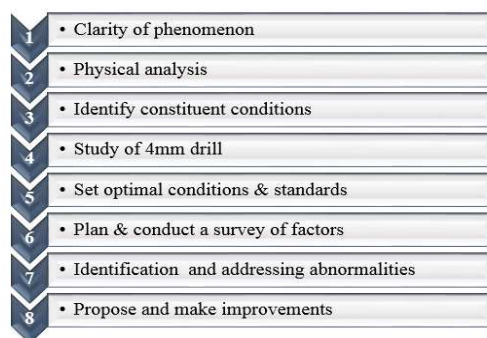 1 • Clarity of phenomenon
2 • Physical analysis
3 • Identify constituent conditions
4 • Study of 4mm drill
5 • Set optimal conditions & standards
6 • Plan & conduct a survey of factors
7 • Identification and addressing abnormalities
8 • Propose and make improvements